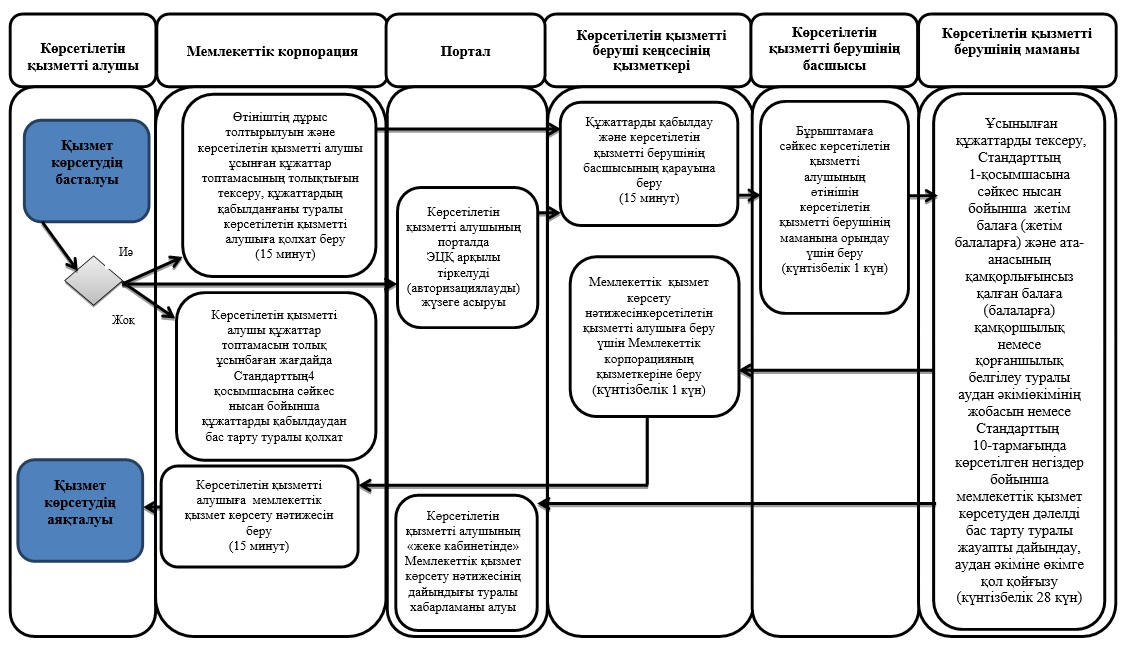 Көрсетілетін
қызметті алушы
Мемлекеттік корпорация
Портал
Көрсетілетін қызметті
беруші кеңсесінің
қызметкері
Көрсетілетін
қызметті берушінің
басшысы
Көрсетілетін қызметті
берушінің маманы
Қызмет
көрсетудің
басталуы
Иә
Жоқ
Қызмет
көрсетудің
аяқталуы
Өтініштің дұрыс
толтырылуын және
көрсетілетін қызметті алушы
ұсынған құжаттар
топтамасының толықтығын
тексеру, құжаттардың
қабылданғаны туралы
көрсетілетін қызметті
алушыға қолхат беру
(15 минут)
Көрсетілетін қызметті
алушы құжаттар
топтамасын толық
ұсынбаған жағдайда
Стандарттың4
қосымшасына сәйкес
нысан бойынша
құжаттарды қабылдаудан
бас тарту туралы қолхат
Көрсетілетін қызметті
алушыға  мемлекеттік
қызмет көрсету нәтижесін
беру
(15 минут)
Көрсетілетін
қызметті алушының
порталда
ЭЦҚ арқылы
тіркелуді
(авторизациялауды)
жүзеге асыруы
Көрсетілетін
қызметті алушының
«жеке кабинетінде»
Мемлекеттік қызмет
көрсету нәтижесінің
дайындығы туралы
хабарламаны алуы
Құжаттарды қабылдау
және көрсетілетін
қызметті берушінің
басшысының қарауына
беру
(15 минут)
Мемлекеттік  қызмет
көрсету
нәтижесінкөрсетілетін
қызметті алушыға беру
үшін Мемлекеттік
корпорацияның
қызметкеріне беру
(күнтізбелік 1 күн)
Бұрыштамаға
сәйкес көрсетілетін
қызметті
алушының
өтінішін
көрсетілетін
қызметті берушінің
маманына орындау
үшін беру
(күнтізбелік 1 күн)
Ұсынылған
құжаттарды тексеру,
Стандарттың
1-қосымшасына
сәйкес нысан
бойынша  жетім
балаға (жетім
балаларға) және ата-
анасының
қамқорлығынсыз
қалған балаға
(балаларға)
қамқоршылық
немесе
қорғаншылық
белгілеу туралы
аудан әкімiөкімінің
жобасын немесе
Стандарттың
10-тармағында
көрсетілген негіздер
бойынша
мемлекеттік қызмет
көрсетуден дәлелді
бас тарту туралы
жауапты дайындау,
аудан әкіміне өкімге
қол қойғызу
(күнтізбелік 28 күн)